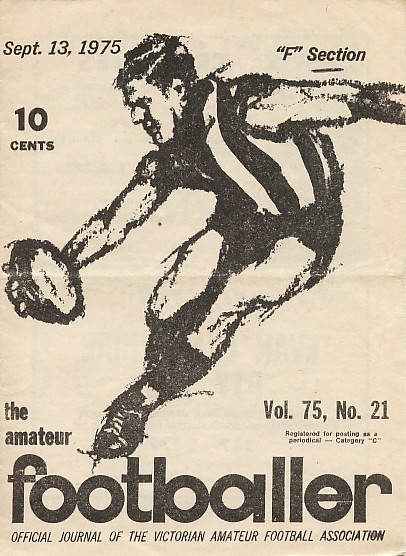 Sept. 13, 1975
"F" Section
10
CENTS
the
amateur
Vol. 75, No. 21
Registered for posting as a
periodical — Category "C"
footballer
OFFICIAL JOURNAL OF THE VICTORIAN AMATEUR FOOTBALL ASSOCIATION